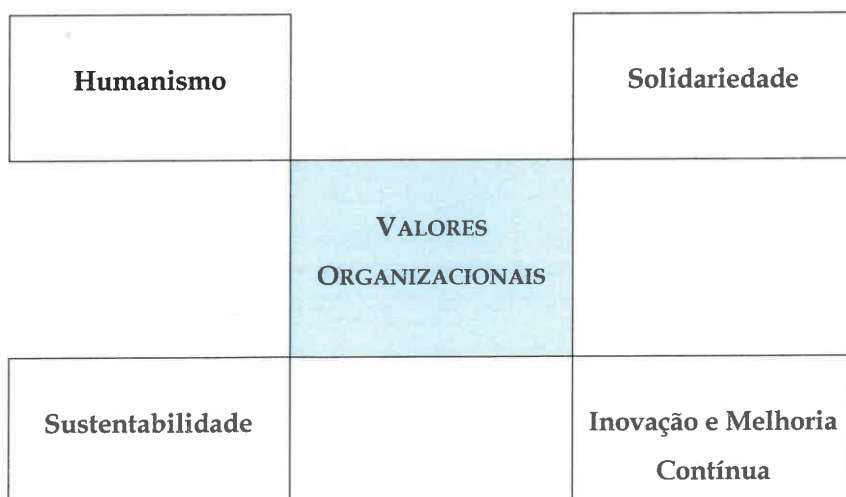 Humanismo
Solidariedade
VALORES
ORGANIZACIONAIS
Sustentabilidade
Inovação e Melhoria
Contínua